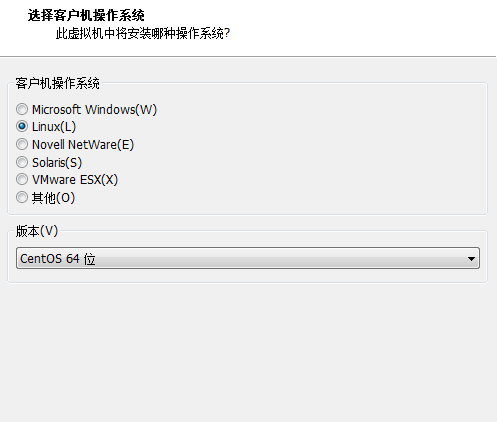 选择客户机操作系统
此虚拟机中将安装哪种操作系统?
客户机操作系统
Microsoft Windows(W)
Linux(L)
Novell NetWare(E)
Solaris(S)
VMware ESX(X)
其他(O)
版本(V)
CentOS 64 位